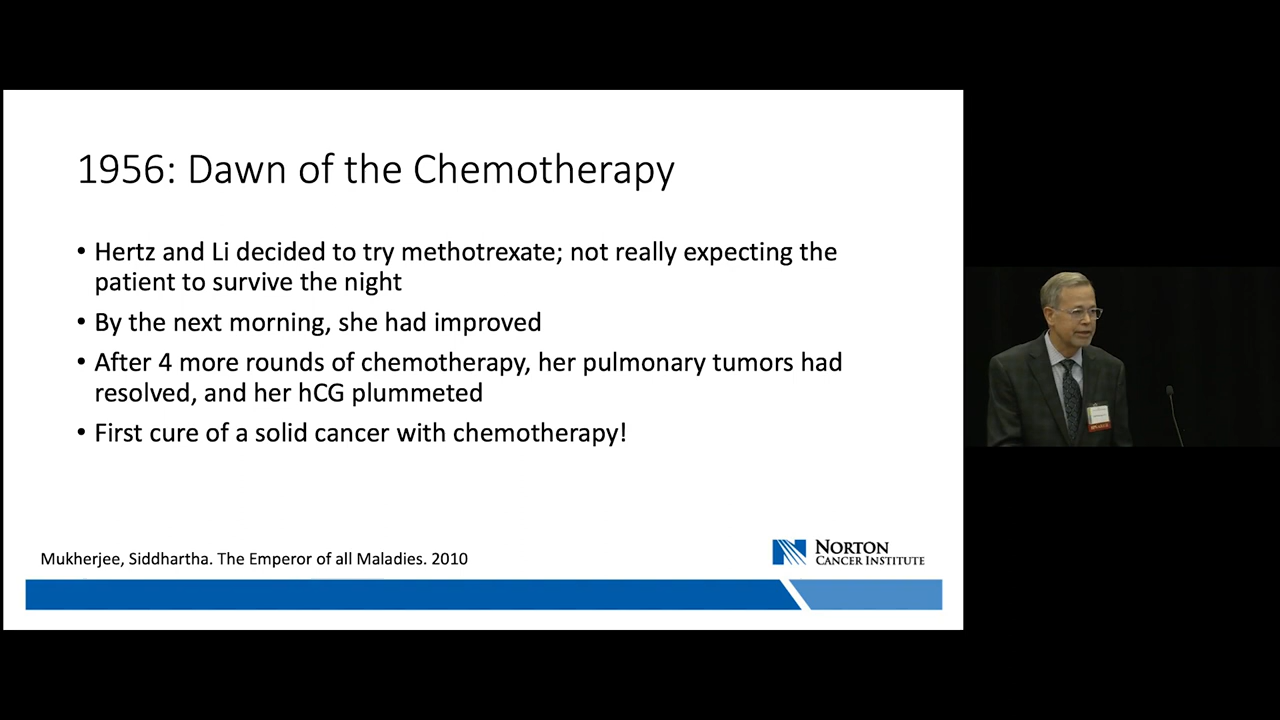 1956: Dawn of the Chemotherapy
• Hertz and Li decided to try methotrexate; not really expecting the
patient to survive the night
• By the next morning, she had improved
• After 4 more rounds of chemotherapy, her pulmonary tumors had
resolved, and her hCG plummeted
• First cure of a solid cancer with chemotherapy!
Mukherjee, Siddhartha. The Emperor of all Maladies. 2010
NORTON
CANCER INSTITUTE